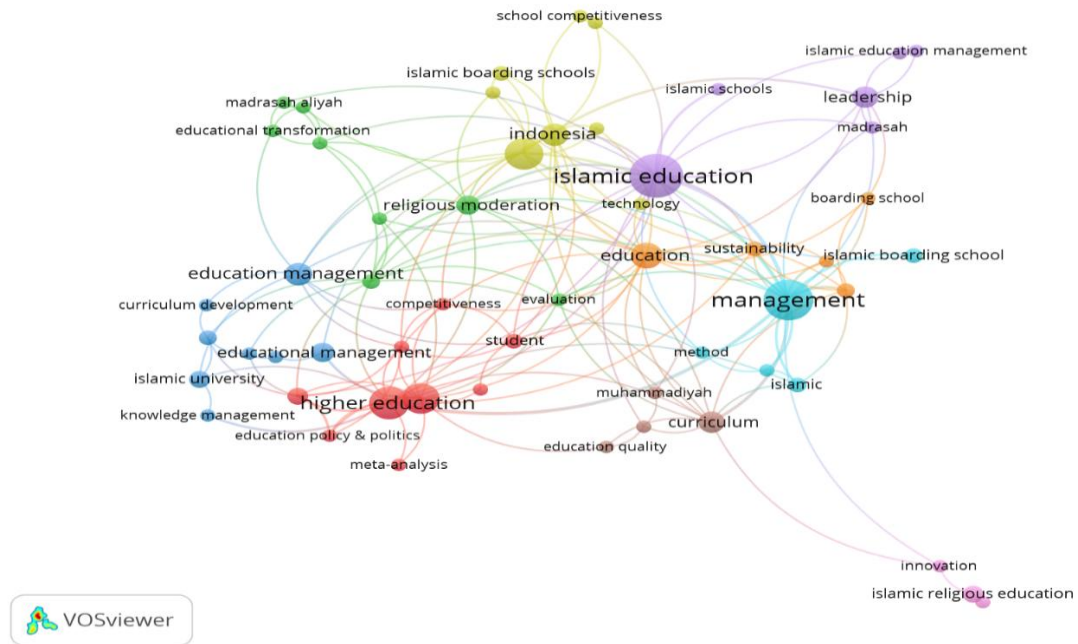 school competitiveness
islamic education management
islamic boarding schools
islamic schools
leadership
madrasah aliyah
madrasah
educational transformation
indonesia
islamic education
boarding school
religious moderation
technology
sustainability
islamic boarding school
education
education management
management
curriculum development
competitiveness
evaluation
student
educational management
method
islamic university
islamic
muhammadiyah
higher education
knowledge management
curriculum
education policy & politics
education quality
meta-analysis
innovation
islamic religious education
VOSviewer